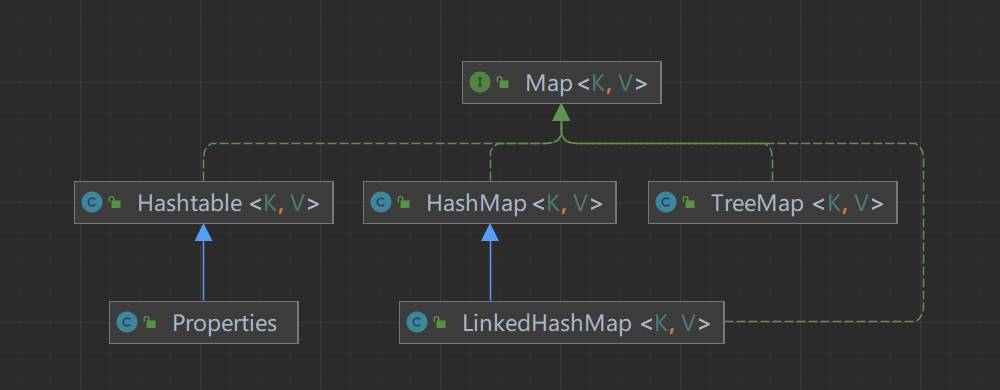 I Map <K, V>
C Hashtable <K, V>
C HashMap <K, V>
C TreeMap <K, V>
C Properties
C LinkedHashMap <K, V>